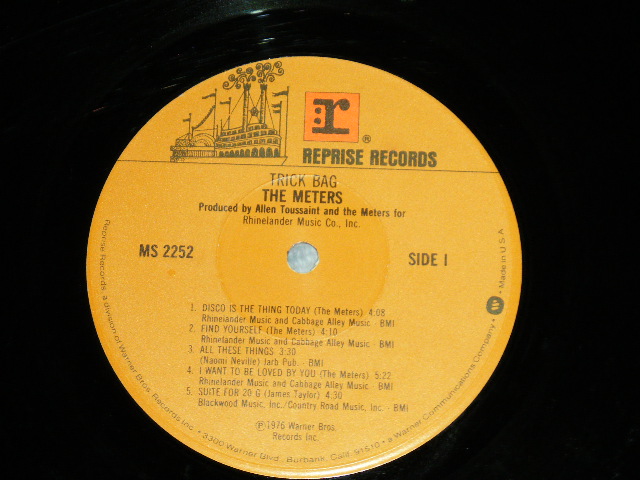 r
®
REPRISE RECORDS
TRICK BAG
THE METERS
Produced by Allen Toussaint and the Meters for
Rhinelander Music Co., Inc.
MS 2252
SIDE 1
1. DISCO IS THE THING TODAY (The Meters) 4:08
Rhinelander Music and Cabbage Alley Music - BMI
2. FIND YOURSELF (The Meters) 4:10
Rhinelander Music and Cabbage Alley Music - BMI
3. ALL THESE THINGS 3:30
(Naomi Neville) Jarb Pub. - BMI
4. I WANT TO BE LOVED BY YOU (The Meters) 5:22
Rhinelander Music and Cabbage Alley Music - BMI
5. SUITE FOR 20 G (James Taylor) 4:30
Blackwood Music, Inc./Country Road Music, Inc. - BMI
℗1976 Warner Bros.
Records Inc.
Reprise Records, a division of Warner Bros. Records Inc. • 3300 Warner Blvd., Burbank, Calif. 91510 • a Warner Communications Company • W • Made in U.S.A.